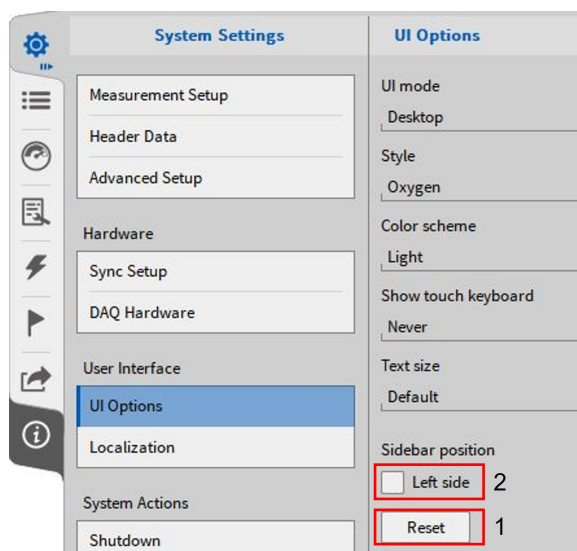 System Settings
Measurement Setup
Header Data
Advanced Setup
Hardware
Sync Setup
DAQ Hardware
User Interface
UI Options
Localization
System Actions
Shutdown
UI Options
UI mode
Desktop
Style
Oxygen
Color scheme
Light
Show touch keyboard
Never
Text size
Default
Sidebar position
Left side 2
Reset 1